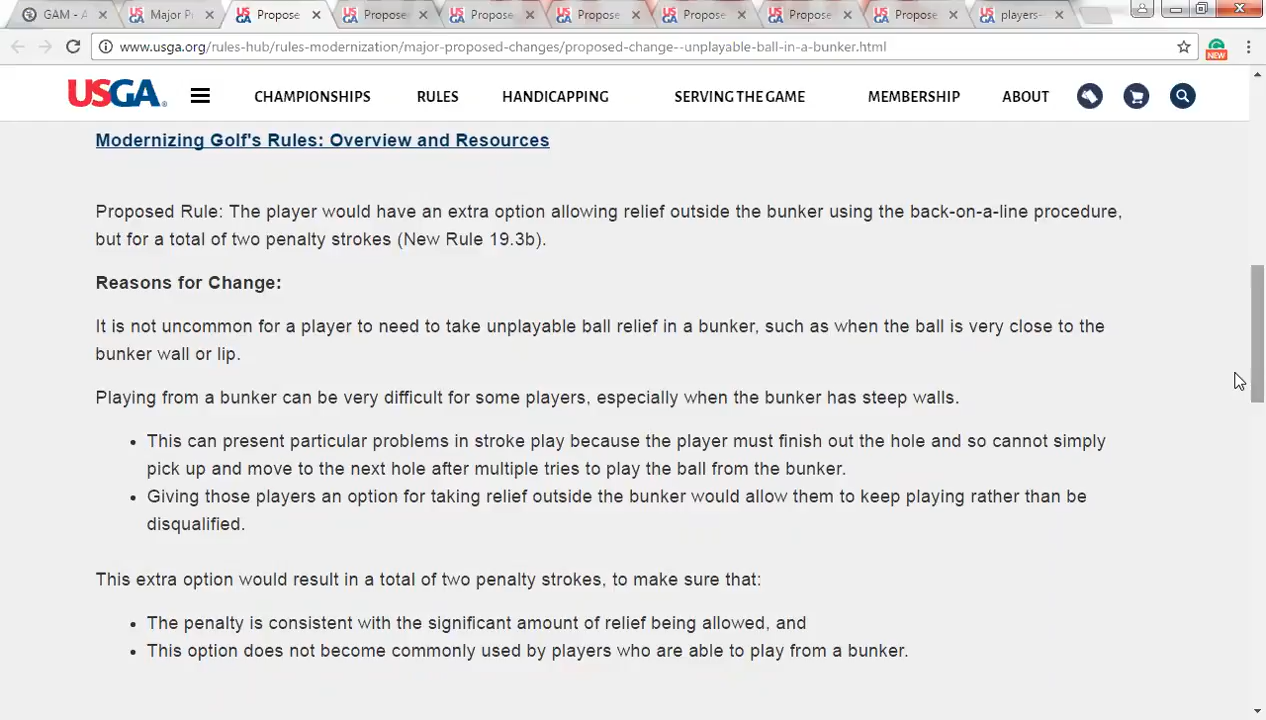 GAM - A
Major P
Propose
Propose
Propose
Propose
Propose
Propose
Propose
players-
www.usga.org/rules-hub/rules-modernization/major-proposed-changes/proposed-change--unplayable-ball-in-a-bunker.html
NEW
USGA
CHAMPIONSHIPS RULES HANDICAPPING SERVING THE GAME MEMBERSHIP ABOUT
Modernizing Golf's Rules: Overview and Resources
Proposed Rule: The player would have an extra option allowing relief outside the bunker using the back-on-a-line procedure,
but for a total of two penalty strokes (New Rule 19.3b).
Reasons for Change:
It is not uncommon for a player to need to take unplayable ball relief in a bunker, such as when the ball is very close to the
bunker wall or lip.
Playing from a bunker can be very difficult for some players, especially when the bunker has steep walls.
• This can present particular problems in stroke play because the player must finish out the hole and so cannot simply
pick up and move to the next hole after multiple tries to play the ball from the bunker.
• Giving those players an option for taking relief outside the bunker would allow them to keep playing rather than be
disqualified.
This extra option would result in a total of two penalty strokes, to make sure that:
• The penalty is consistent with the significant amount of relief being allowed, and
• This option does not become commonly used by players who are able to play from a bunker.